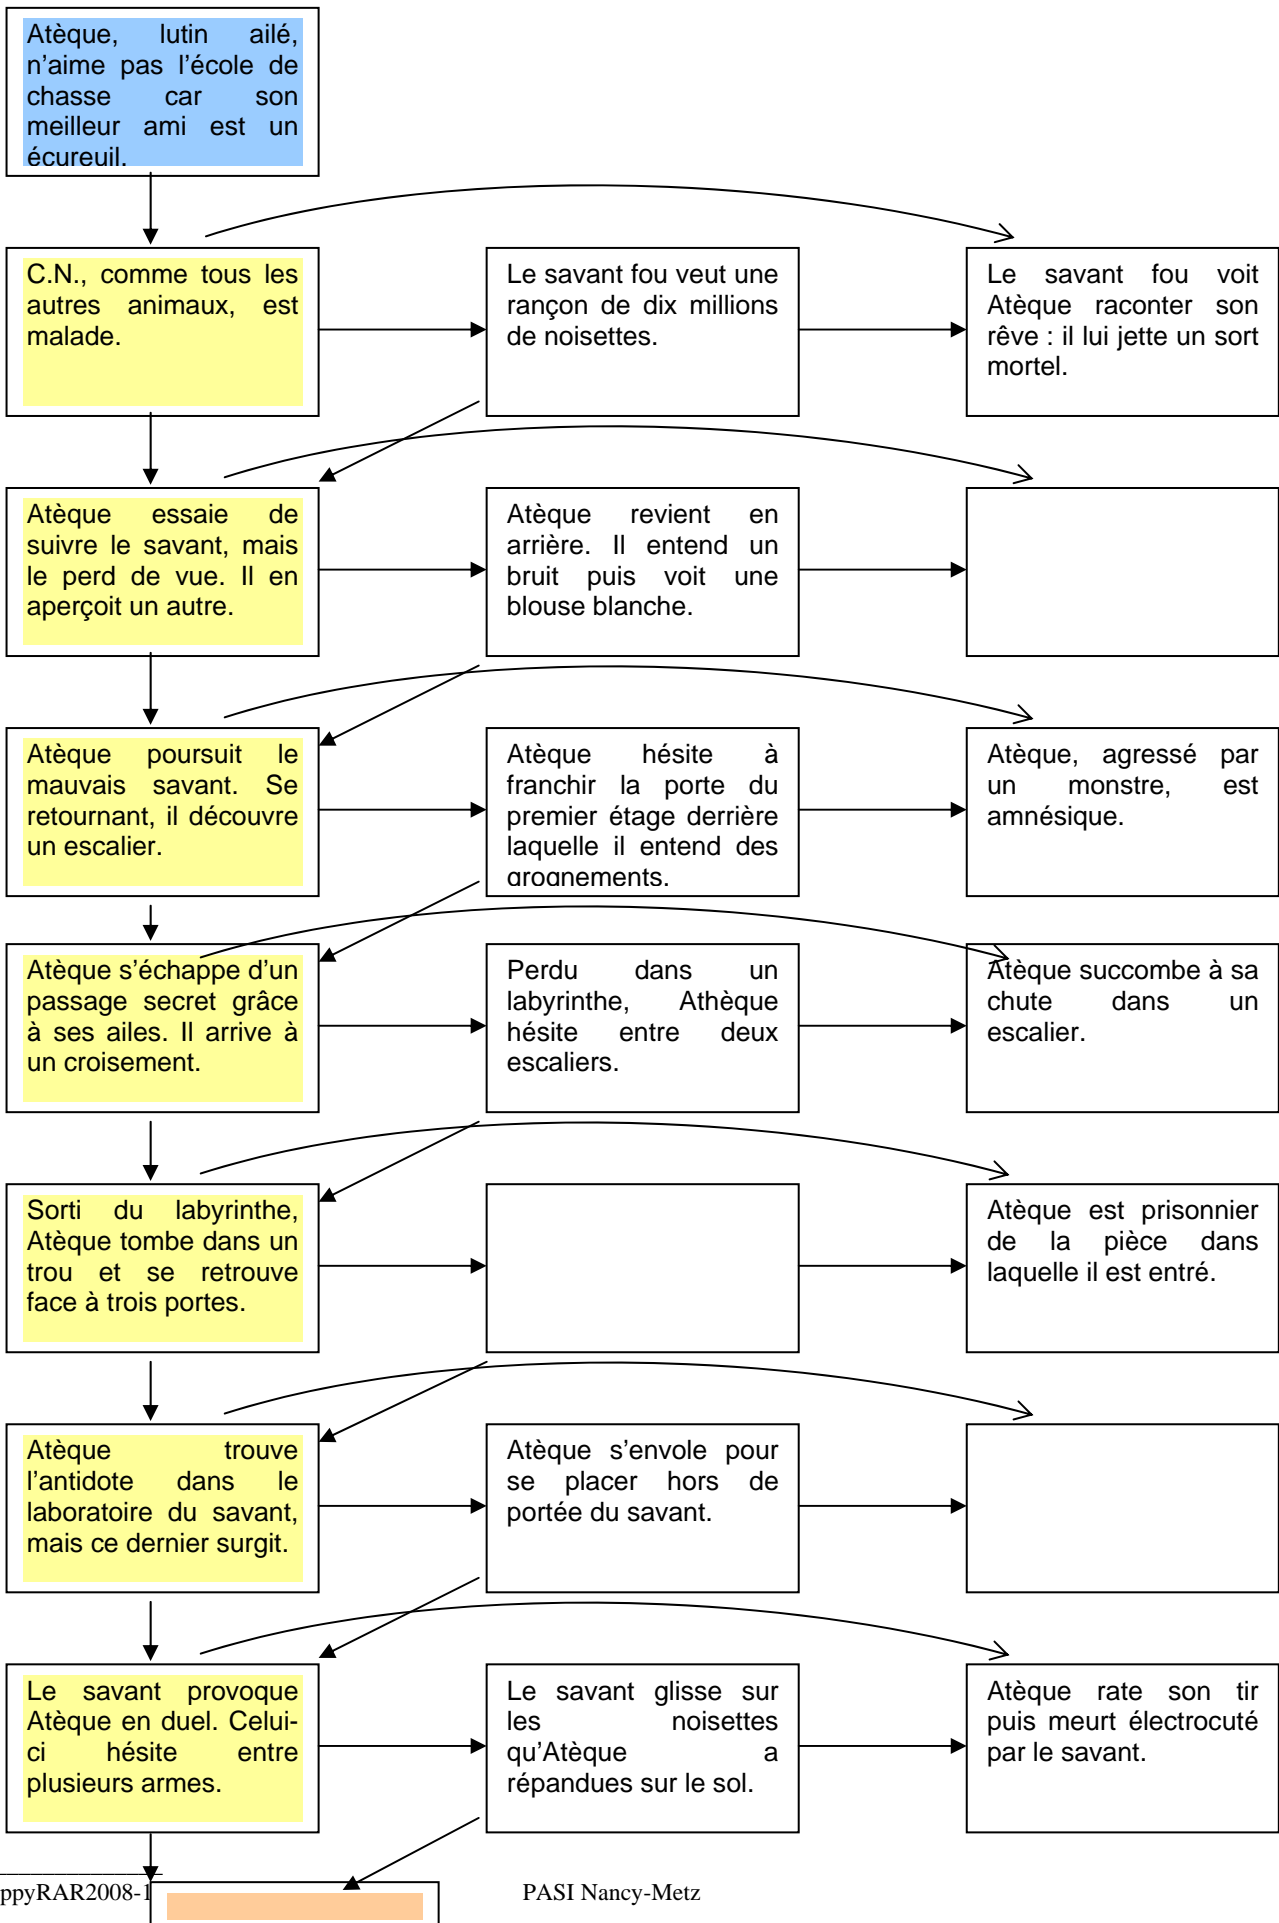 Atèque, lutin ailé,
n'aime pas l'école de
chasse car son
meilleur ami est un
écureuil.
C.N., comme tous les
autres animaux, est
malade.
Le savant fou veut une
rançon de dix millions
de noisettes.
Le savant fou voit
Atèque raconter son
rêve : il lui jette un sort
mortel.
Atèque essaie de
suivre le savant, mais
le perd de vue. Il en
aperçoit un autre.
Atèque revient en
arrière. Il entend un
bruit puis voit une
blouse blanche.
Atèque poursuit le
mauvais savant. Se
retournant, il découvre
un escalier.
Atèque hésite à
franchir la porte du
premier étage derrière
laquelle il entend des
grognements.
Atèque, agressé par
un monstre, est
amnésique.
Atèque s'échappe d'un
passage secret grâce
à ses ailes. Il arrive à
un croisement.
Perdu dans un
labyrinthe, Athèque
hésite entre deux
escaliers.
Atèque succombe à sa
chute dans un
escalier.
Sorti du labyrinthe,
Atèque tombe dans un
trou et se retrouve
face à trois portes.
Atèque est prisonnier
de la pièce dans
laquelle il est entré.
Atèque trouve
l'antidote dans le
laboratoire du savant,
mais ce dernier surgit.
Atèque s'envole pour
se placer hors de
portée du savant.
Le savant provoque
Atèque en duel. Celui-
ci hésite entre
plusieurs armes.
Le savant glisse sur
les noisettes
qu'Atèque a
répandues sur le sol.
Atèque rate son tir
puis meurt électrocuté
par le savant.
ppyRAR2008-1 PASI Nancy-Metz